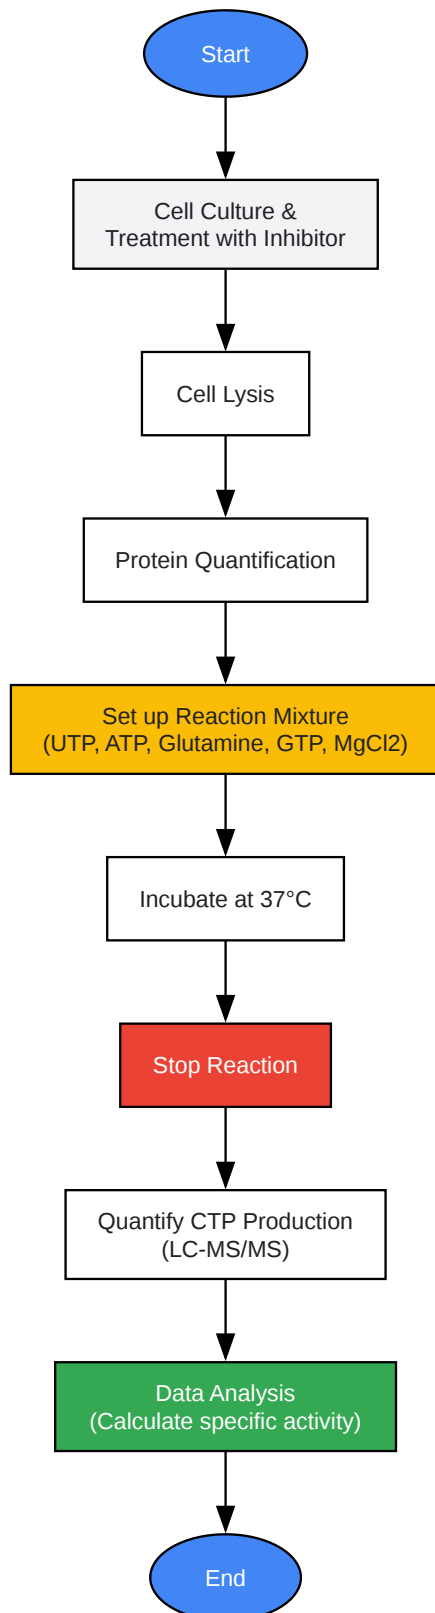 Start
Cell Culture &
Treatment with Inhibitor
Cell Lysis
Protein Quantification
Set up Reaction Mixture
(UTP, ATP, Glutamine, GTP, MgCl2)
Incubate at 37°C
Stop Reaction
Quantify CTP Production
(LC-MS/MS)
Data Analysis
(Calculate specific activity)
End